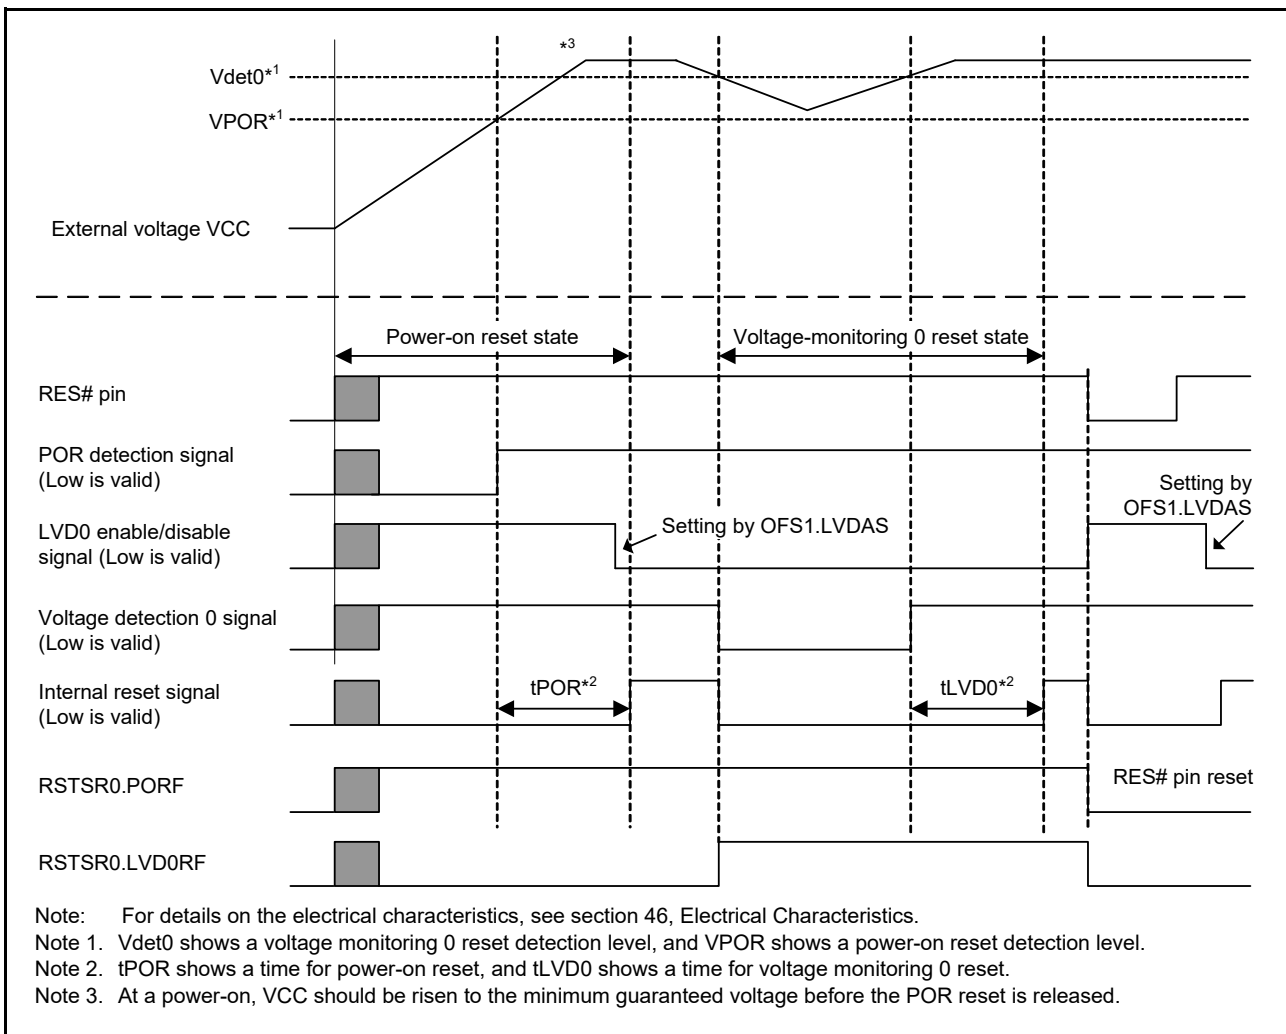 *3
Vdet0*1
VPOR*1
External voltage VCC
Power-on reset state
Voltage-monitoring 0 reset state
RES# pin
POR detection signal
(Low is valid)
Setting by
OFS1.LVDAS
LVD0 enable/disable
signal (Low is valid)
Setting by OFS1.LVDAS
Voltage detection 0 signal
(Low is valid)
Internal reset signal
(Low is valid)
tPOR*2
tLVD0*2
RSTSR0.PORF
RES# pin reset
RSTSR0.LVD0RF
Note: For details on the electrical characteristics, see section 46, Electrical Characteristics.
Note 1. Vdet0 shows a voltage monitoring 0 reset detection level, and VPOR shows a power-on reset detection level.
Note 2. tPOR shows a time for power-on reset, and tLVD0 shows a time for voltage monitoring 0 reset.
Note 3. At a power-on, VCC should be risen to the minimum guaranteed voltage before the POR reset is released.